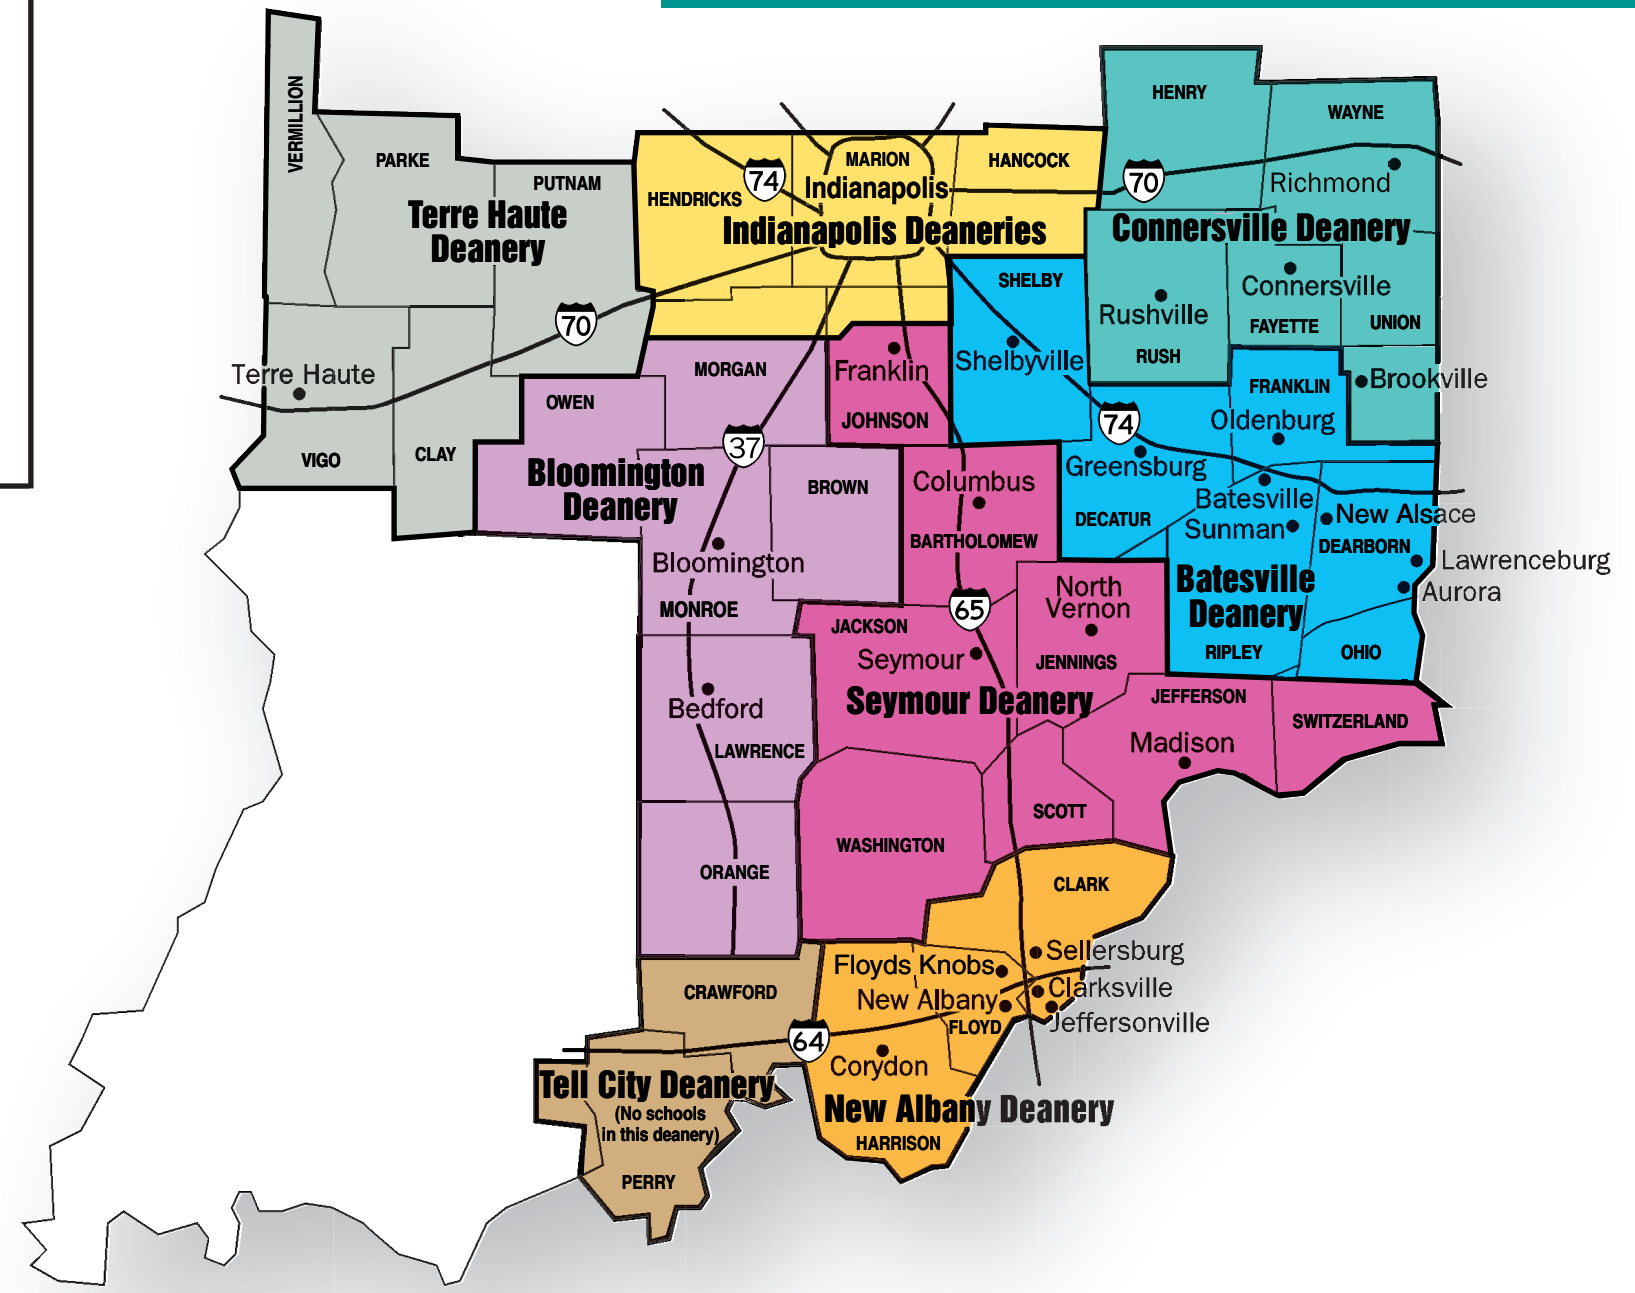 VERMILLION
PARKE
PUTNAM
Terre Haute
Deanery
70
Terre Haute
VIGO
CLAY
HENDRICKS
74
MARION
Indianapolis
HANCOCK
Indianapolis Deaneries
HENRY
WAYNE
70
Richmond
Connersville Deanery
Connersville
Rushville
FAYETTE
UNION
RUSH
Brookville
SHELBY
Shelbyville
FRANKLIN
Oldenburg
74
Greensburg
Batesville
DECATUR
Sunman
New Alsace
DEARBORN
Lawrenceburg
Aurora
Batesville
Deanery
RIPLEY
OHIO
MORGAN
OWEN
37
Bloomington
Deanery
BROWN
Bloomington
MONROE
Bedford
LAWRENCE
ORANGE
Franklin
JOHNSON
Columbus
BARTHOLOMEW
65
North
Vernon
JACKSON
Seymour
JENNINGS
Seymour Deanery
JEFFERSON
SWITZERLAND
Madison
SCOTT
WASHINGTON
CLARK
Sellersburg
Floyds Knobs
Clarksville
New Albany
Jeffersonville
FLOYD
Corydon
New Albany Deanery
HARRISON
CRAWFORD
64
Tell City Deanery
(No schools
in this deanery)
PERRY